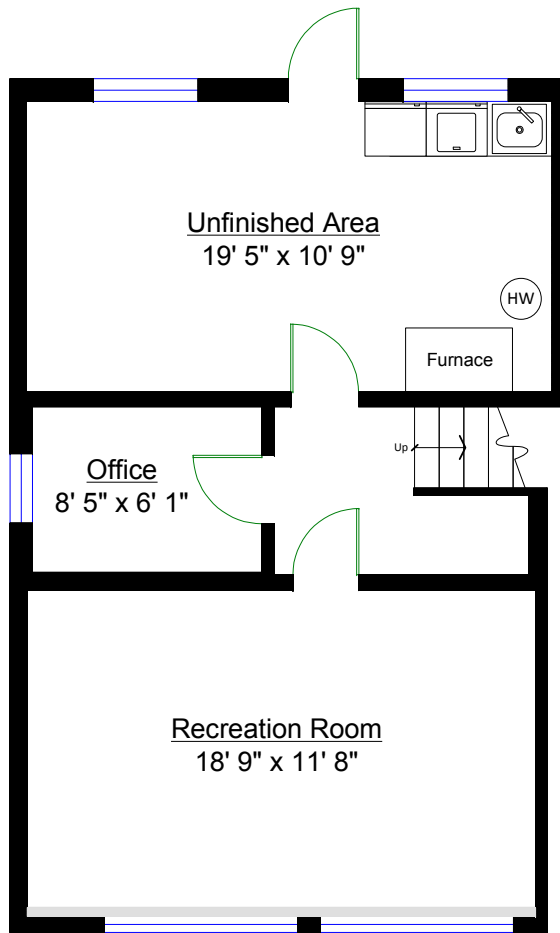 Unfinished Area
19' 5" x 10' 9"
HW
Furnace
Up
Office
8' 5" x 6' 1"
Recreation Room
18' 9" x 11' 8"